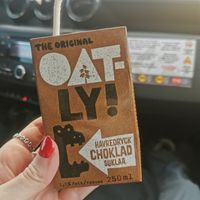 THE ORIGINAL
OAT-
LY!
HAVREDRYCK
CHOKLAD
SUKLAA
250 ml